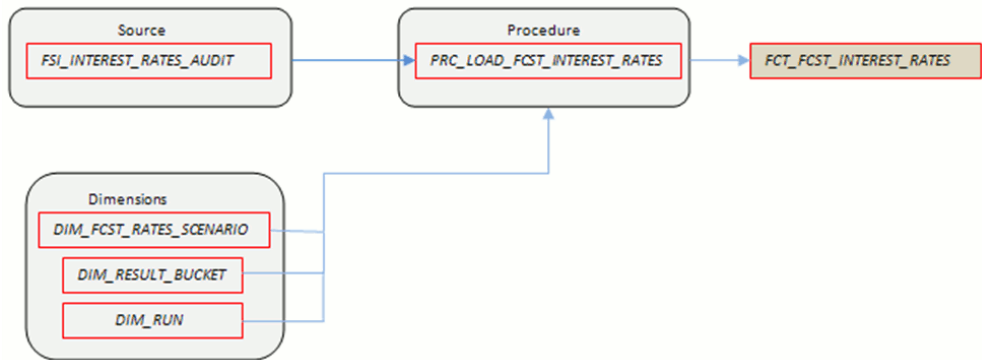 Source
FSI_INTEREST_RATES_AUDIT
Procedure
PRC_LOAD_FCST_INTEREST_RATES
FCT_FCST_INTEREST_RATES
Dimensions
DIM_FCST_RATES_SCENARIO
DIM_RESULT_BUCKET
DIM_RUN